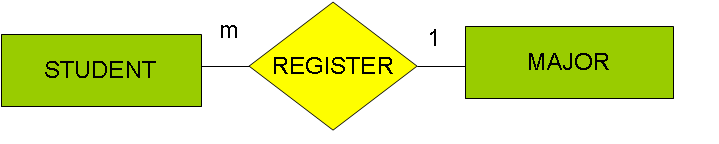 STUDENT
m
REGISTER
1
MAJOR